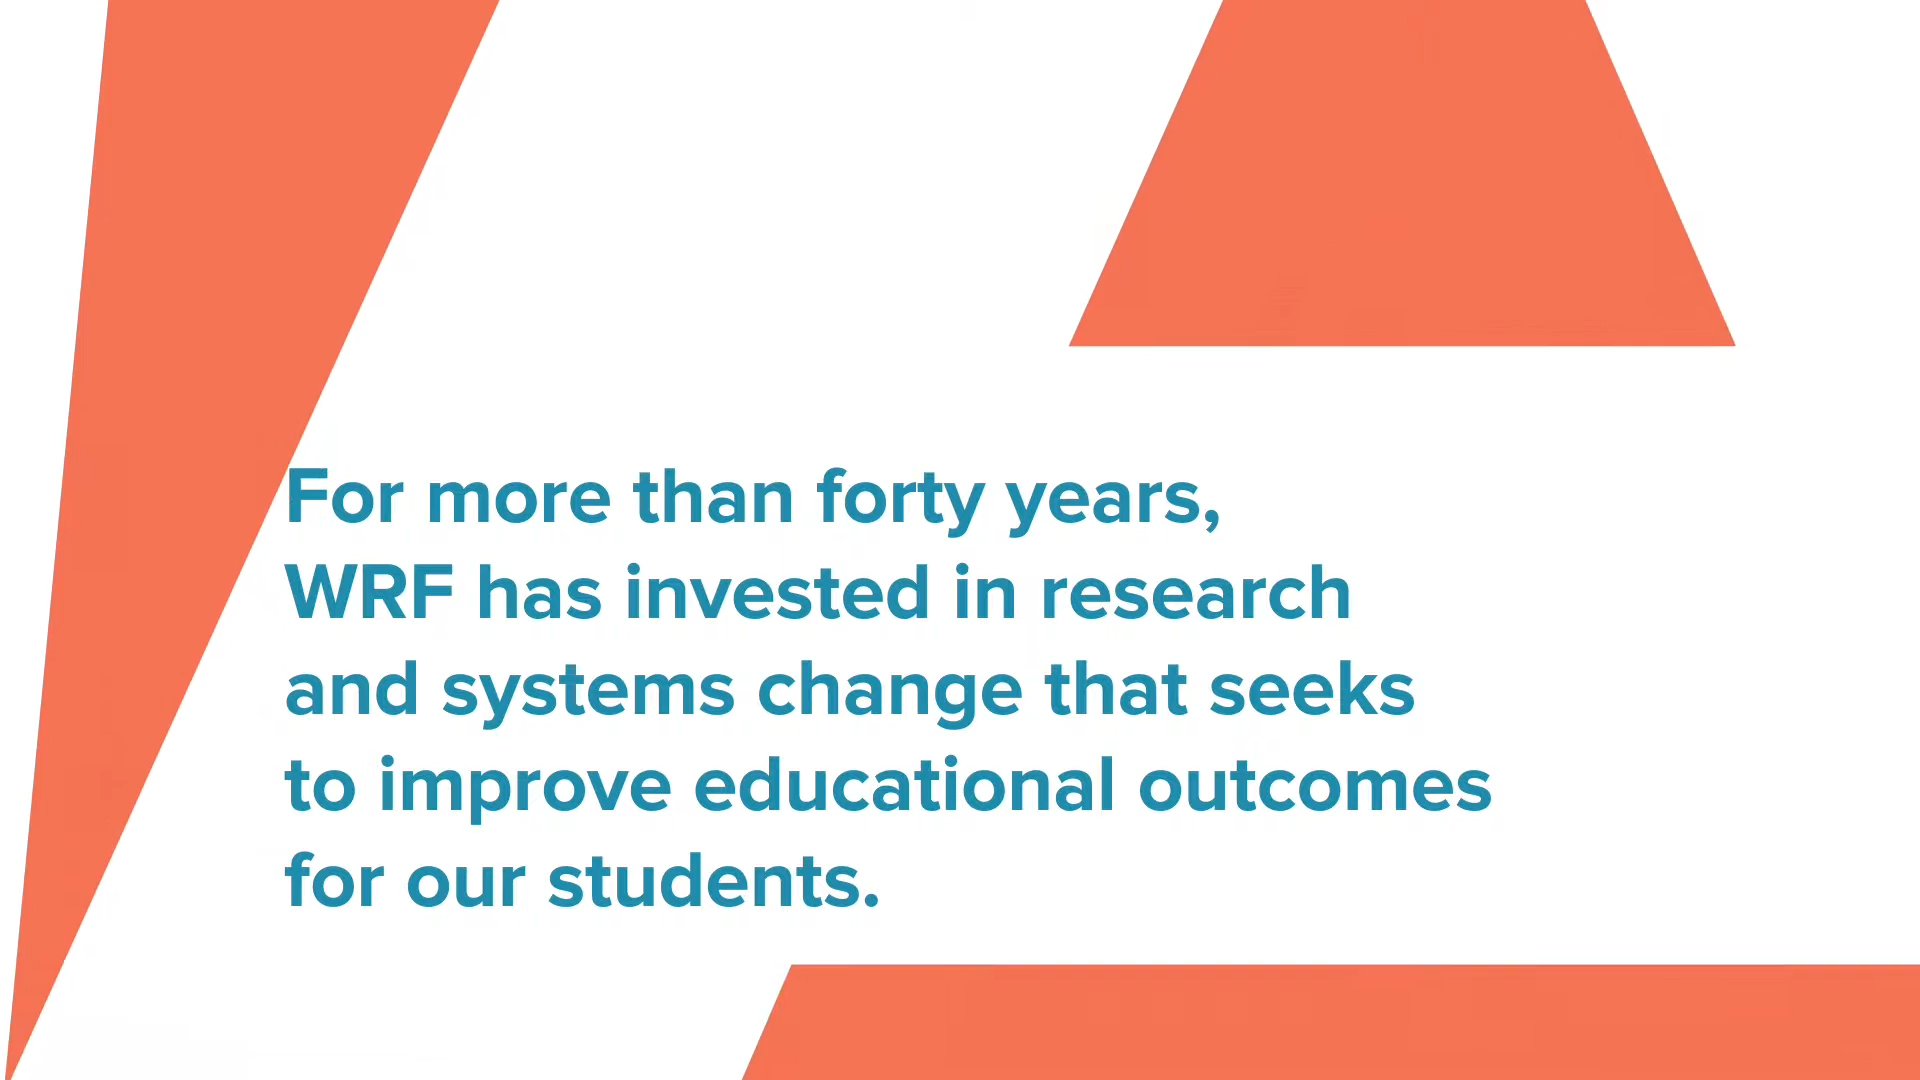 For more than forty years,
WRF has invested in research
and systems change that seeks
to improve educational outcomes
for our students.